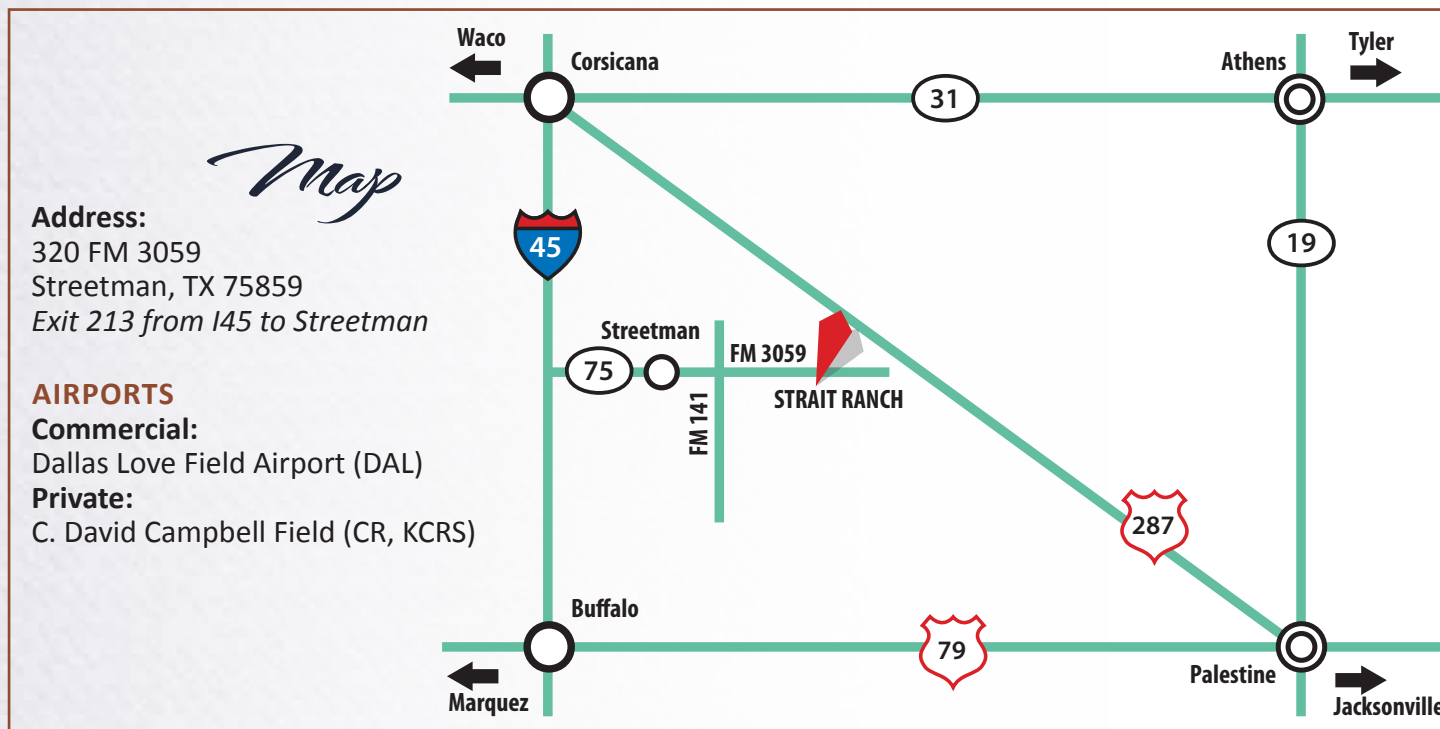 Map
Address:
320 FM 3059
Streetman, TX 75859
Exit 213 from I45 to Streetman
AIRPORTS
Commercial:
Dallas Love Field Airport (DAL)
Private:
C. David Campbell Field (CR, KCRS)
Waco
Corsicana
31
Athens
Tyler
45
19
Streetman
75
FM 3059
FM 141
STRAIT RANCH
287
Buffalo
79
Marquez
Palestine
Jacksonville